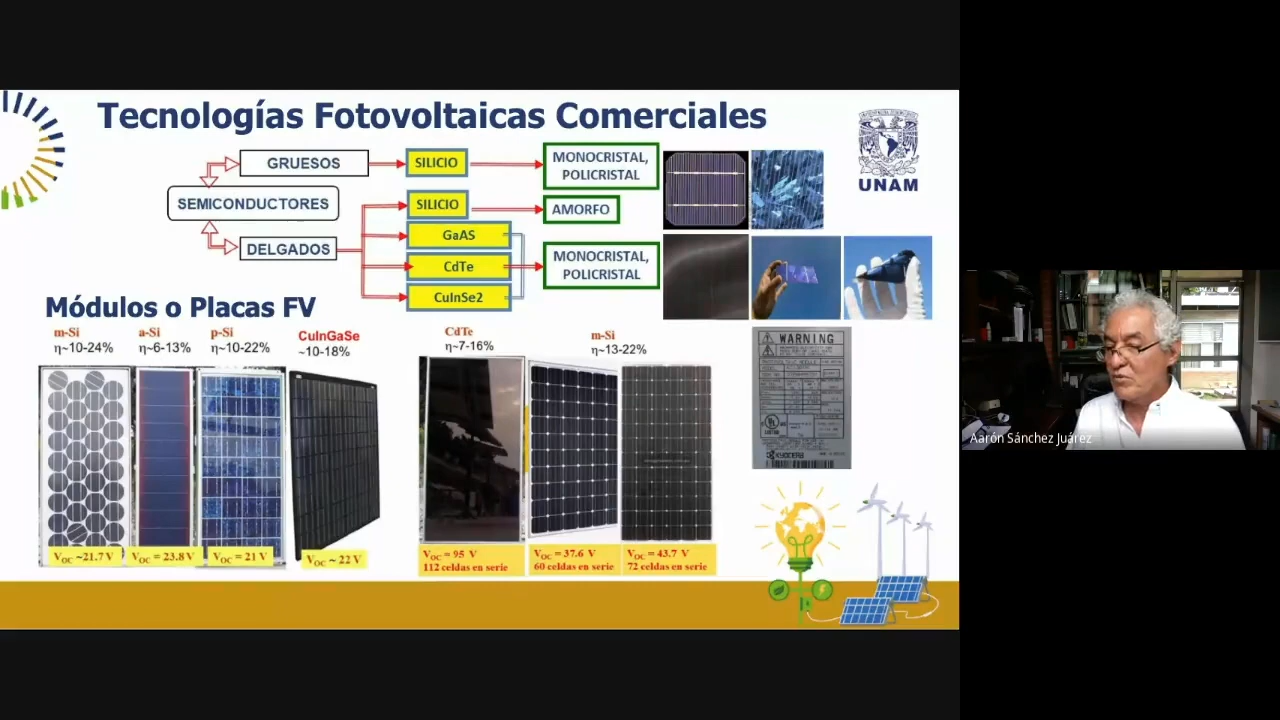 Tecnologías Fotovoltaicas Comerciales
UNAM
GRUESOS
SILICIO
MONOCRISTAL,
POLICRISTAL
SEMICONDUCTORES
SILICIO
AMORFO
DELGADOS
GaAS
CdTe
CuInSe2
MONOCRISTAL,
POLICRISTAL
Módulos o Placas FV
m-Si
η~10-24%
a-Si
η~6-13%
p-Si
η~10-22%
CuInGaSe
~10-18%
CdTe
η~7-16%
m-Si
η~13-22%
WARNING
KYOCERA
VOC ~21.7 V
VOC = 23.8 V
VOC = 21 V
VOC ~ 22 V
VOC = 95 V
112 celdas en serie
VOC = 37.6 V
60 celdas en serie
VOC = 43.7 V
72 celdas en serie
Aarón Sánchez Juárez